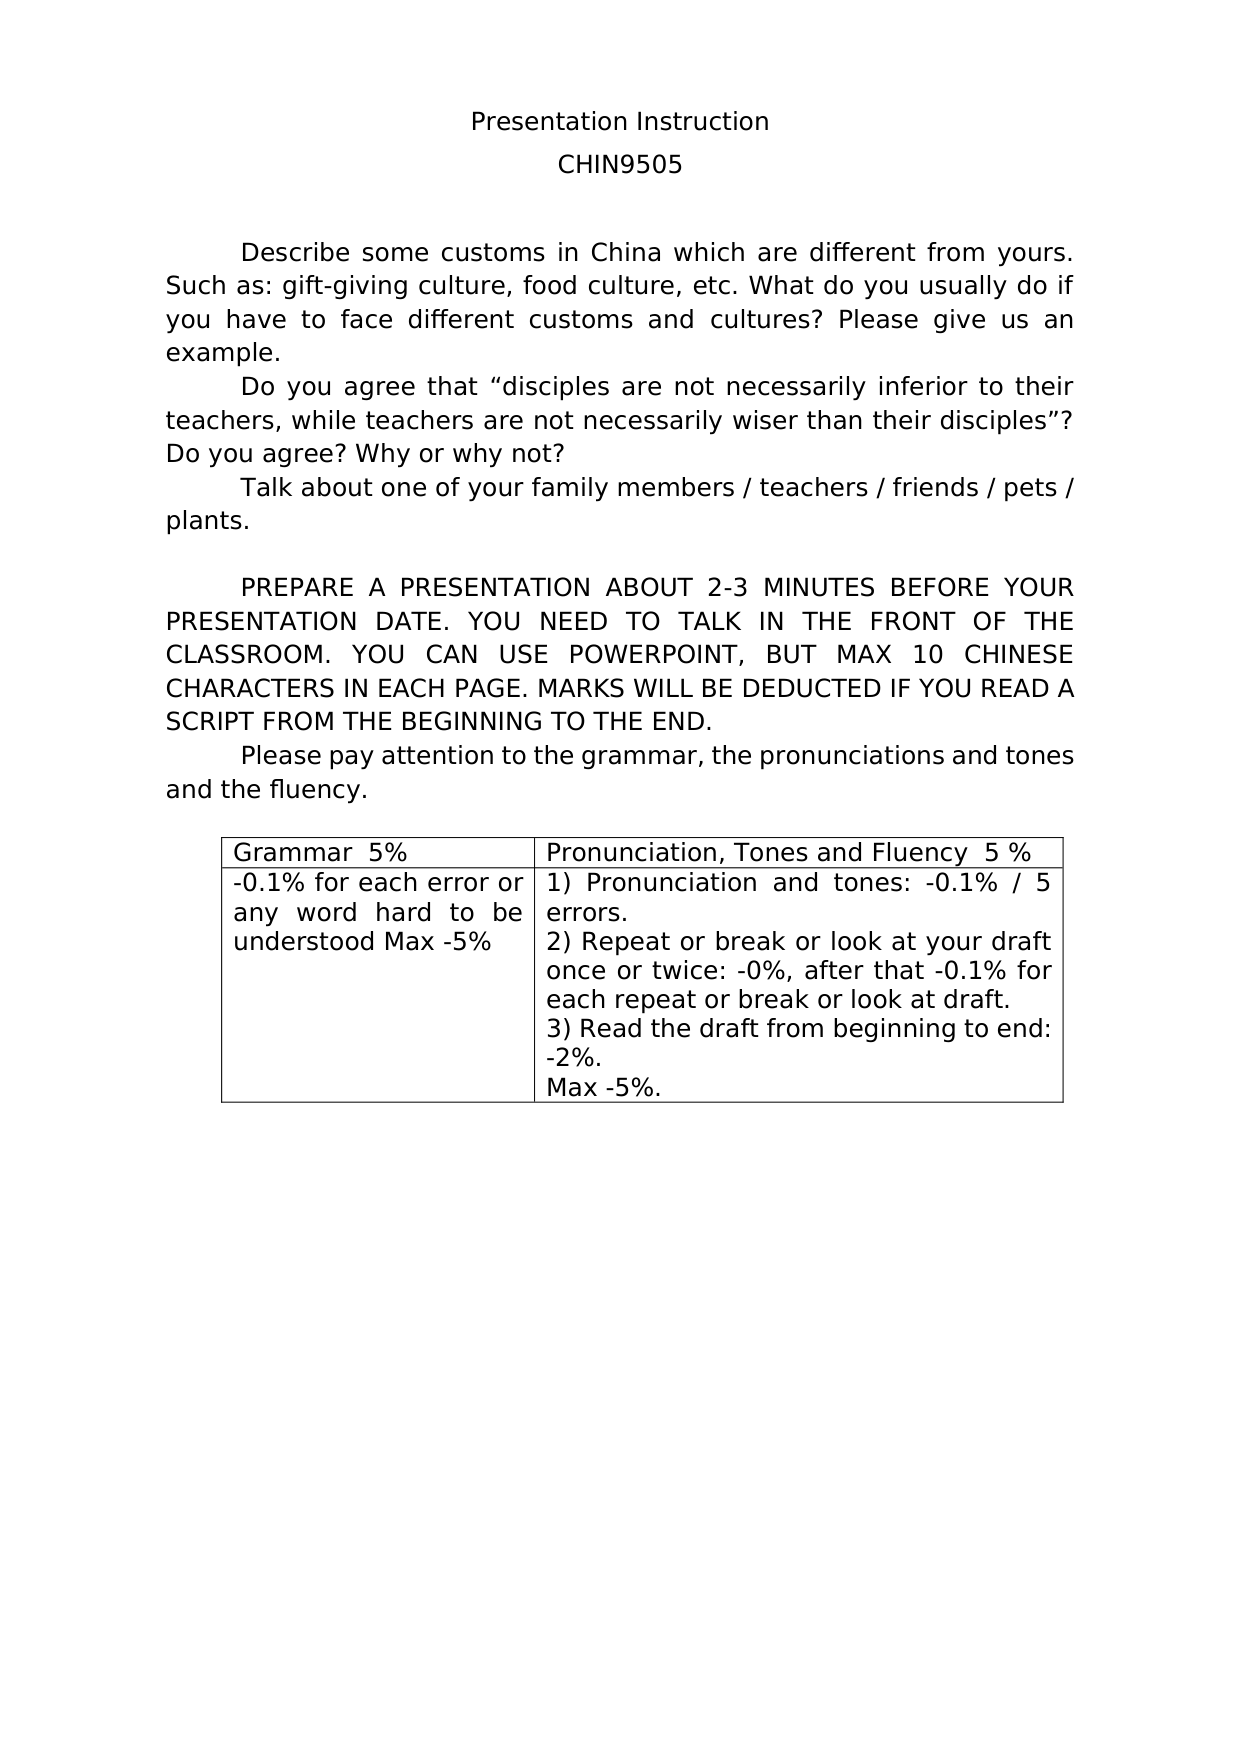 Presentation Instruction
CHIN9505
Describe some customs in China which are different from yours.
Such as: gift-giving culture, food culture, etc. What do you usually do if
you have to face different customs and cultures? Please give us an
example.
Do you agree that “disciples are not necessarily inferior to their
teachers, while teachers are not necessarily wiser than their disciples”?
Do you agree? Why or why not?
Talk about one of your family members / teachers / friends / pets /
plants.
PREPARE A PRESENTATION ABOUT 2-3 MINUTES BEFORE YOUR
PRESENTATION DATE. YOU NEED TO TALK IN THE FRONT OF THE
CLASSROOM. YOU CAN USE POWERPOINT, BUT MAX 10 CHINESE
CHARACTERS IN EACH PAGE. MARKS WILL BE DEDUCTED IF YOU READ A
SCRIPT FROM THE BEGINNING TO THE END.
Please pay attention to the grammar, the pronunciations and tones
and the fluency.
Grammar 5%
-0.1% for each error or
any word hard to be
understood Max -5%
Pronunciation, Tones and Fluency 5 %
1) Pronunciation and tones: -0.1% / 5
errors.
2) Repeat or break or look at your draft
once or twice: -0%, after that -0.1% for
each repeat or break or look at draft.
3) Read the draft from beginning to end:
-2%.
Max -5%.